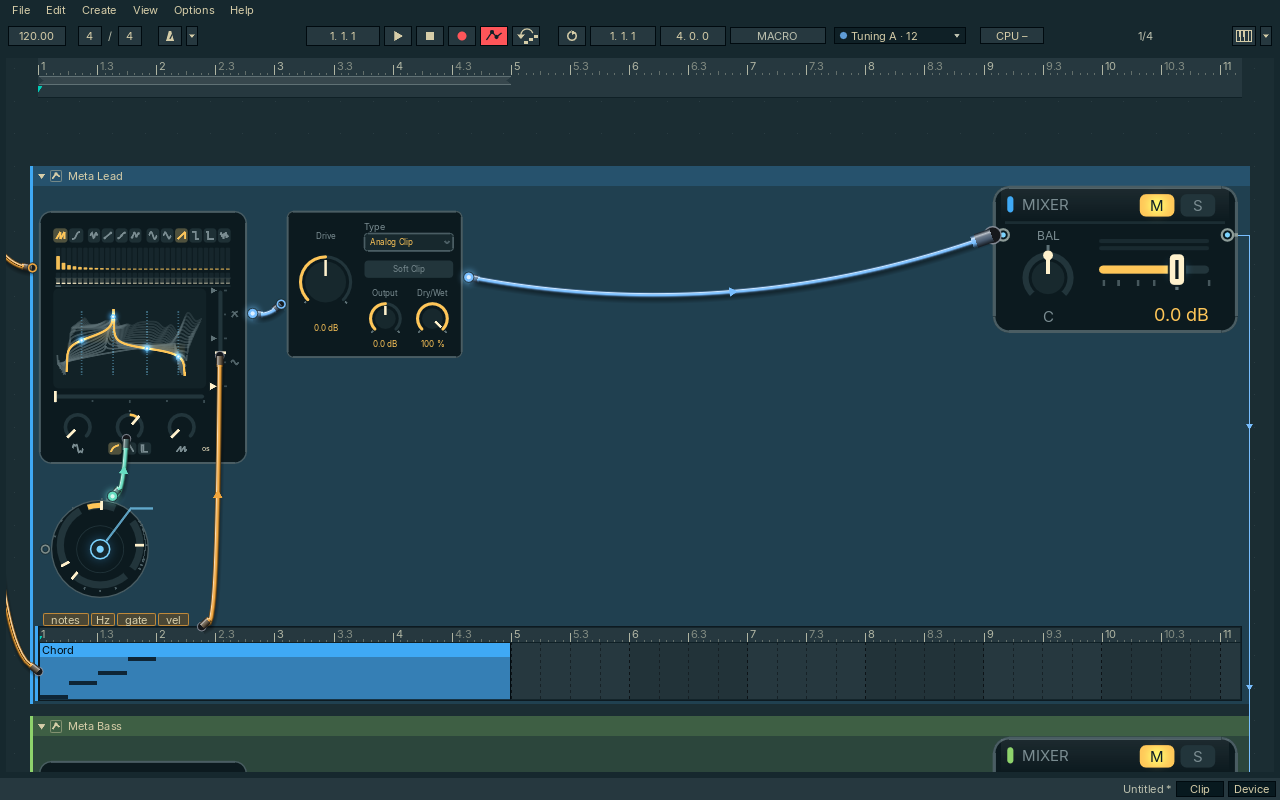 File Edit Create View Options Help
120.00 4 / 4 1. 1. 1 1. 1. 1 4. 0. 0 MACRO Tuning A · 12 CPU – 1/4
1 1.3 2 2.3 3 3.3 4 4.3 5 5.3 6 6.3 7 7.3 8 8.3 9 9.3 10 10.3 11
Meta Lead
MIXER M S
Type
Drive
Analog Clip
BAL
Soft Clip
Output Dry/Wet
0.0 dB
C 0.0 dB
0.0 dB 100 %
os
notes Hz gate vel
1 1.3 2 2.3 3 3.3 4 4.3 5 5.3 6 6.3 7 7.3 8 8.3 9 9.3 10 10.3 11
Chord
Meta Bass
MIXER M S
Untitled * Clip Device